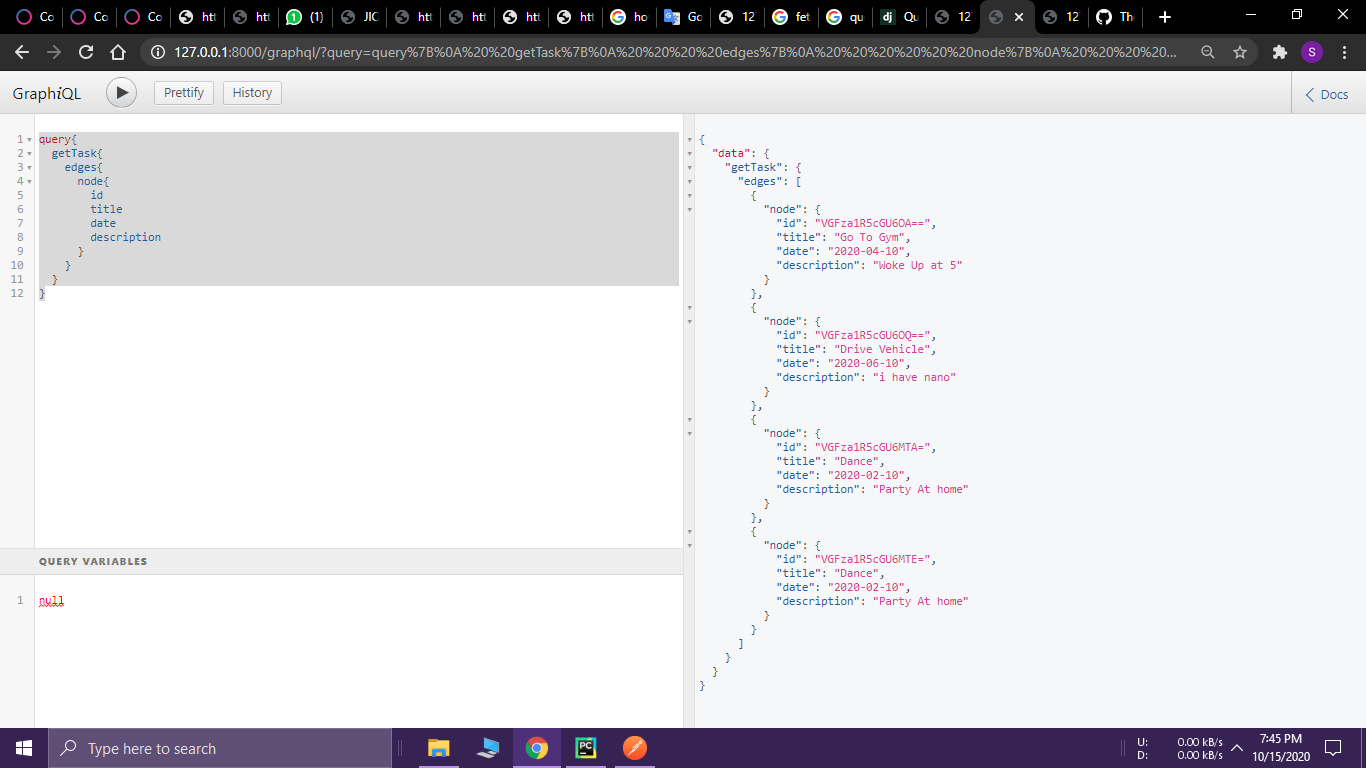 Co Co Co htt htt (1) JIC htt htt htt htt ho Go 12 fet qu Qu 12 12 Th
127.0.0.1:8000/graphql/?query=query%7B%0A%20%20getTask%7B%0A%20%20%20%20edges%7B%0A%20%20%20%20%20%20node%7B%0A%20%20%20%20%20...
S
GraphiQL Prettify History Docs
1 query{
2 getTask{
3 edges{
4 node{
5 id
6 title
7 date
8 description
9 }
10 }
11 }
12 }
QUERY VARIABLES
1 null
{
"data": {
"getTask": {
"edges": [
{
"node": {
"id": "VGFza1R5cGU6OA==",
"title": "Go To Gym",
"date": "2020-04-10",
"description": "Woke Up at 5"
}
},
{
"node": {
"id": "VGFza1R5cGU6OQ==",
"title": "Drive Vehicle",
"date": "2020-06-10",
"description": "i have nano"
}
},
{
"node": {
"id": "VGFza1R5cGU6MTA=",
"title": "Dance",
"date": "2020-02-10",
"description": "Party At home"
}
},
{
"node": {
"id": "VGFza1R5cGU6MTE=",
"title": "Dance",
"date": "2020-02-10",
"description": "Party At home"
}
}
]
}
}
}
Type here to search
PC
U: 0.00 kB/s
D: 0.00 kB/s
7:45 PM
10/15/2020